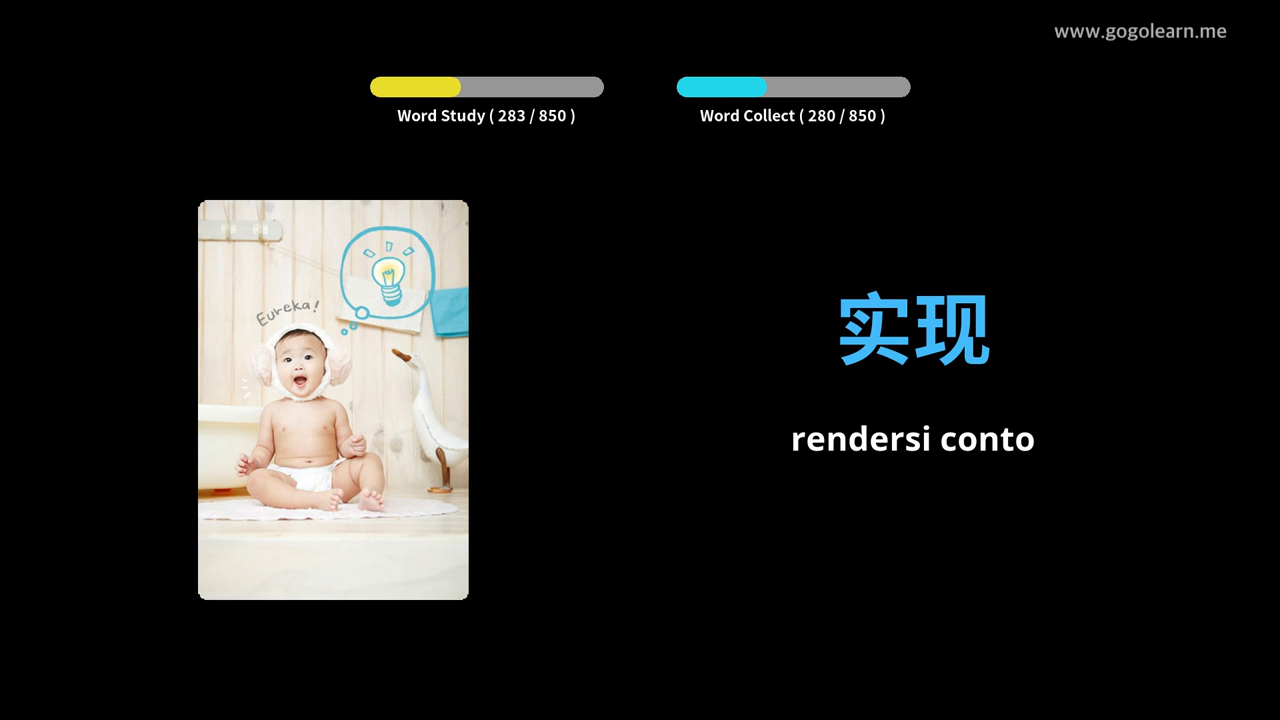 www.gogolearn.me
Word Study ( 283 / 850 )
Word Collect ( 280 / 850 )
Eureka!
实现
rendersi conto